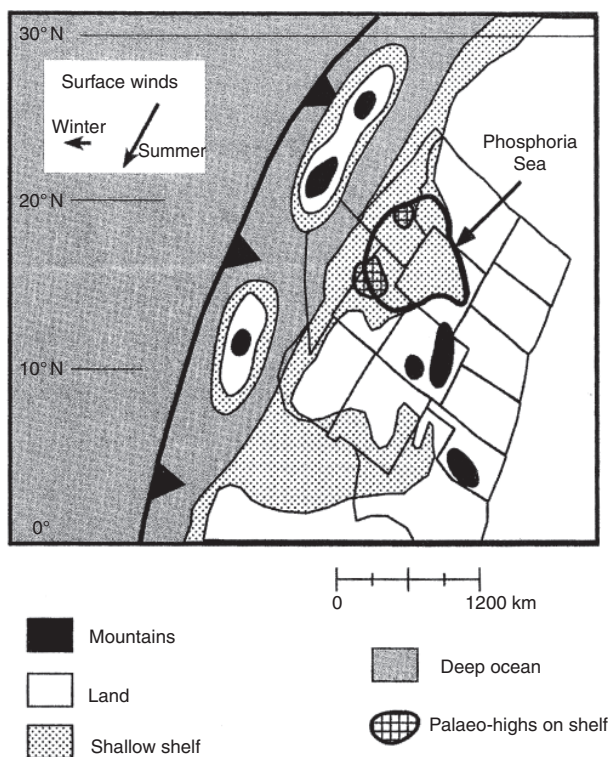 30° N
Surface winds
Winter
Summer
Phosphoria
Sea
20° N
10° N
0°
0
1200 km
Mountains
Land
Shallow shelf
Deep ocean
Palaeo-highs on shelf